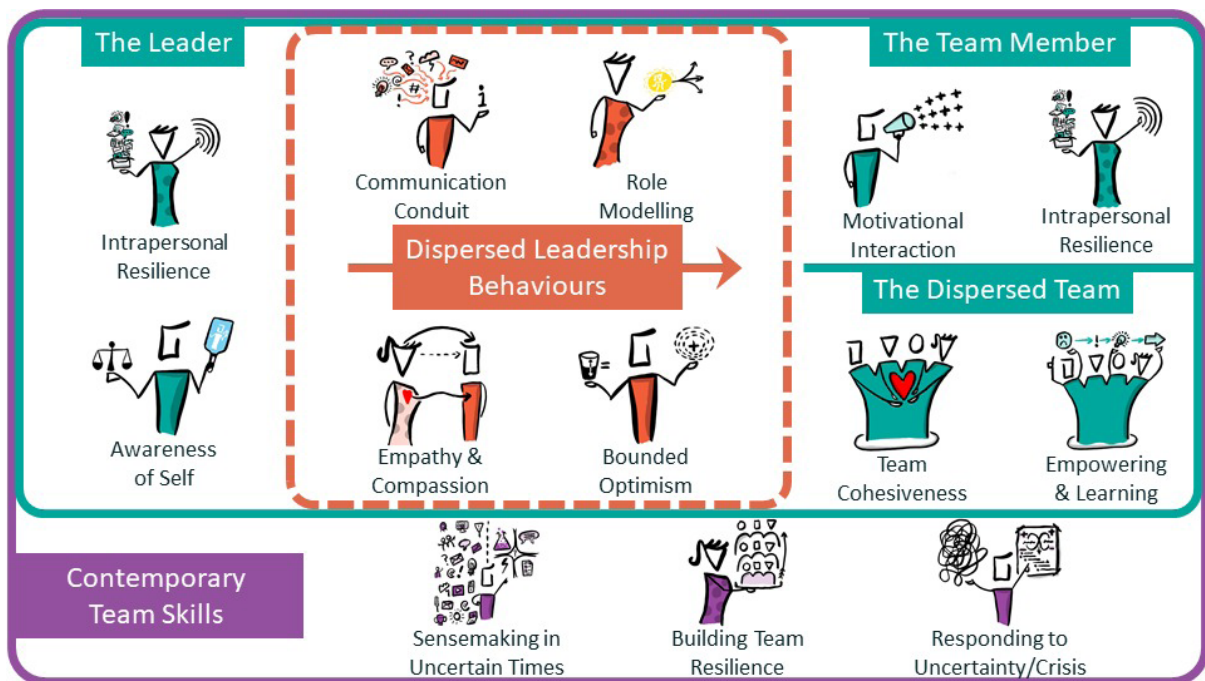 The Leader
Intrapersonal
Resilience
Awareness
of Self
Communication
Conduit
Role
Modelling
Dispersed Leadership
Behaviours
Empathy &
Compassion
Bounded
Optimism
The Team Member
Motivational
Interaction
Intrapersonal
Resilience
The Dispersed Team
Team
Cohesiveness
Empowering
& Learning
Contemporary
Team Skills
Sensemaking in
Uncertain Times
Building Team
Resilience
Responding to
Uncertainty/Crisis